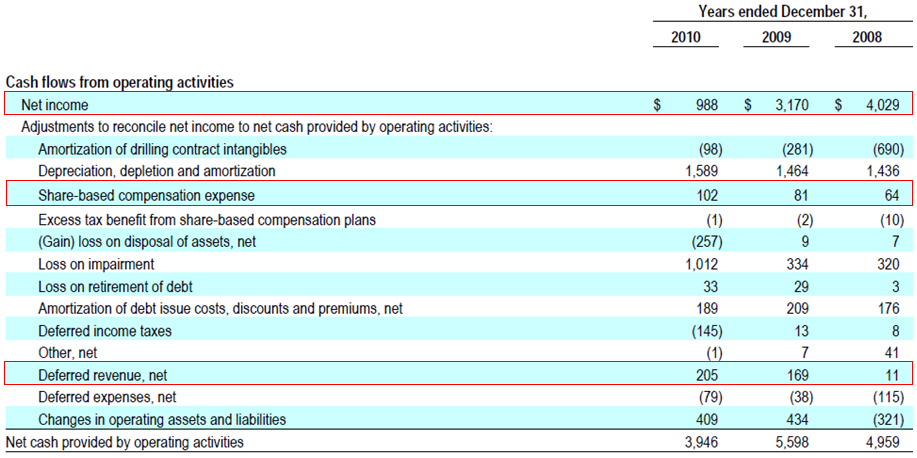 Years ended December 31,
2010 2009 2008
Cash flows from operating activities
Net income $ 988 $ 3,170 $ 4,029
Adjustments to reconcile net income to net cash provided by operating activities:
Amortization of drilling contract intangibles (98) (281) (690)
Depreciation, depletion and amortization 1,589 1,464 1,436
Share-based compensation expense 102 81 64
Excess tax benefit from share-based compensation plans (1) (2) (10)
(Gain) loss on disposal of assets, net (257) 9 7
Loss on impairment 1,012 334 320
Loss on retirement of debt 33 29 3
Amortization of debt issue costs, discounts and premiums, net 189 209 176
Deferred income taxes (145) 13 8
Other, net (1) 7 41
Deferred revenue, net 205 169 11
Deferred expenses, net (79) (38) (115)
Changes in operating assets and liabilities 409 434 (321)
Net cash provided by operating activities 3,946 5,598 4,959